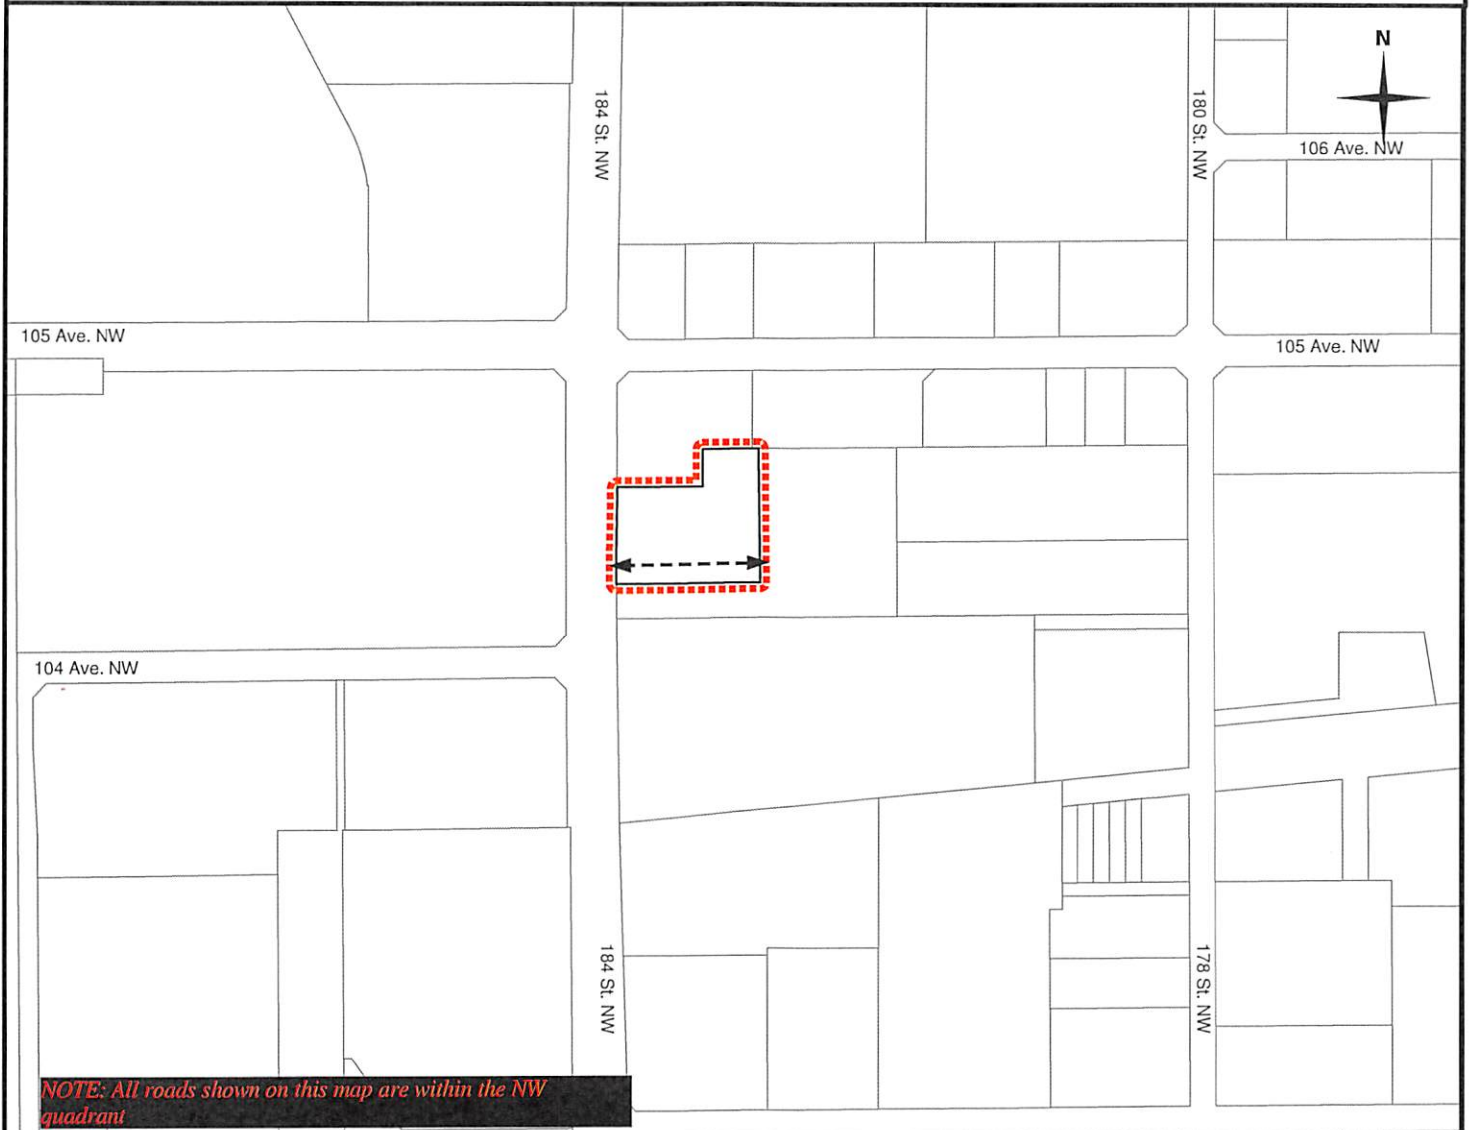 N
184 St. NW
180 St. NW
106 Ave. NW
105 Ave. NW
105 Ave. NW
104 Ave. NW
184 St. NW
178 St. NW
NOTE: All roads shown on this map are within the NW
quadrant